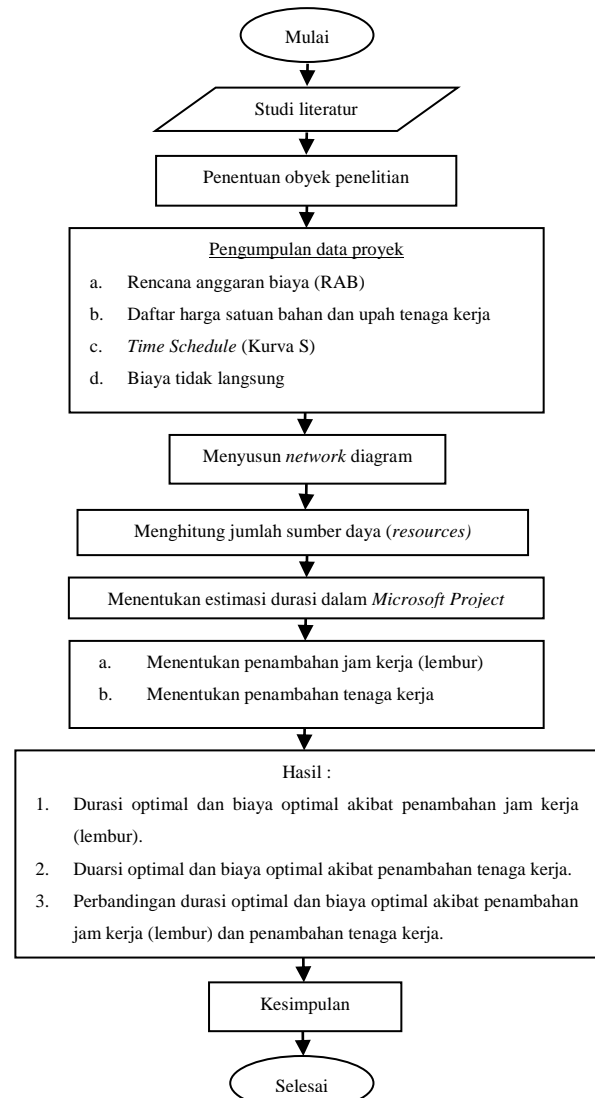 Mulai
Studi literatur
Penentuan obyek penelitian
Pengumpulan data proyek
a. Rencana anggaran biaya (RAB)
b. Daftar harga satuan bahan dan upah tenaga kerja
c. Time Schedule (Kurva S)
d. Biaya tidak langsung
Menyusun network diagram
Menghitung jumlah sumber daya (resources)
Menentukan estimasi durasi dalam Microsoft Project
a. Menentukan penambahan jam kerja (lembur)
b. Menentukan penambahan tenaga kerja
Hasil :
1. Durasi optimal dan biaya optimal akibat penambahan jam kerja
(lembur).
2. Duarsi optimal dan biaya optimal akibat penambahan tenaga kerja.
3. Perbandingan durasi optimal dan biaya optimal akibat penambahan
jam kerja (lembur) dan penambahan tenaga kerja.
Kesimpulan
Selesai